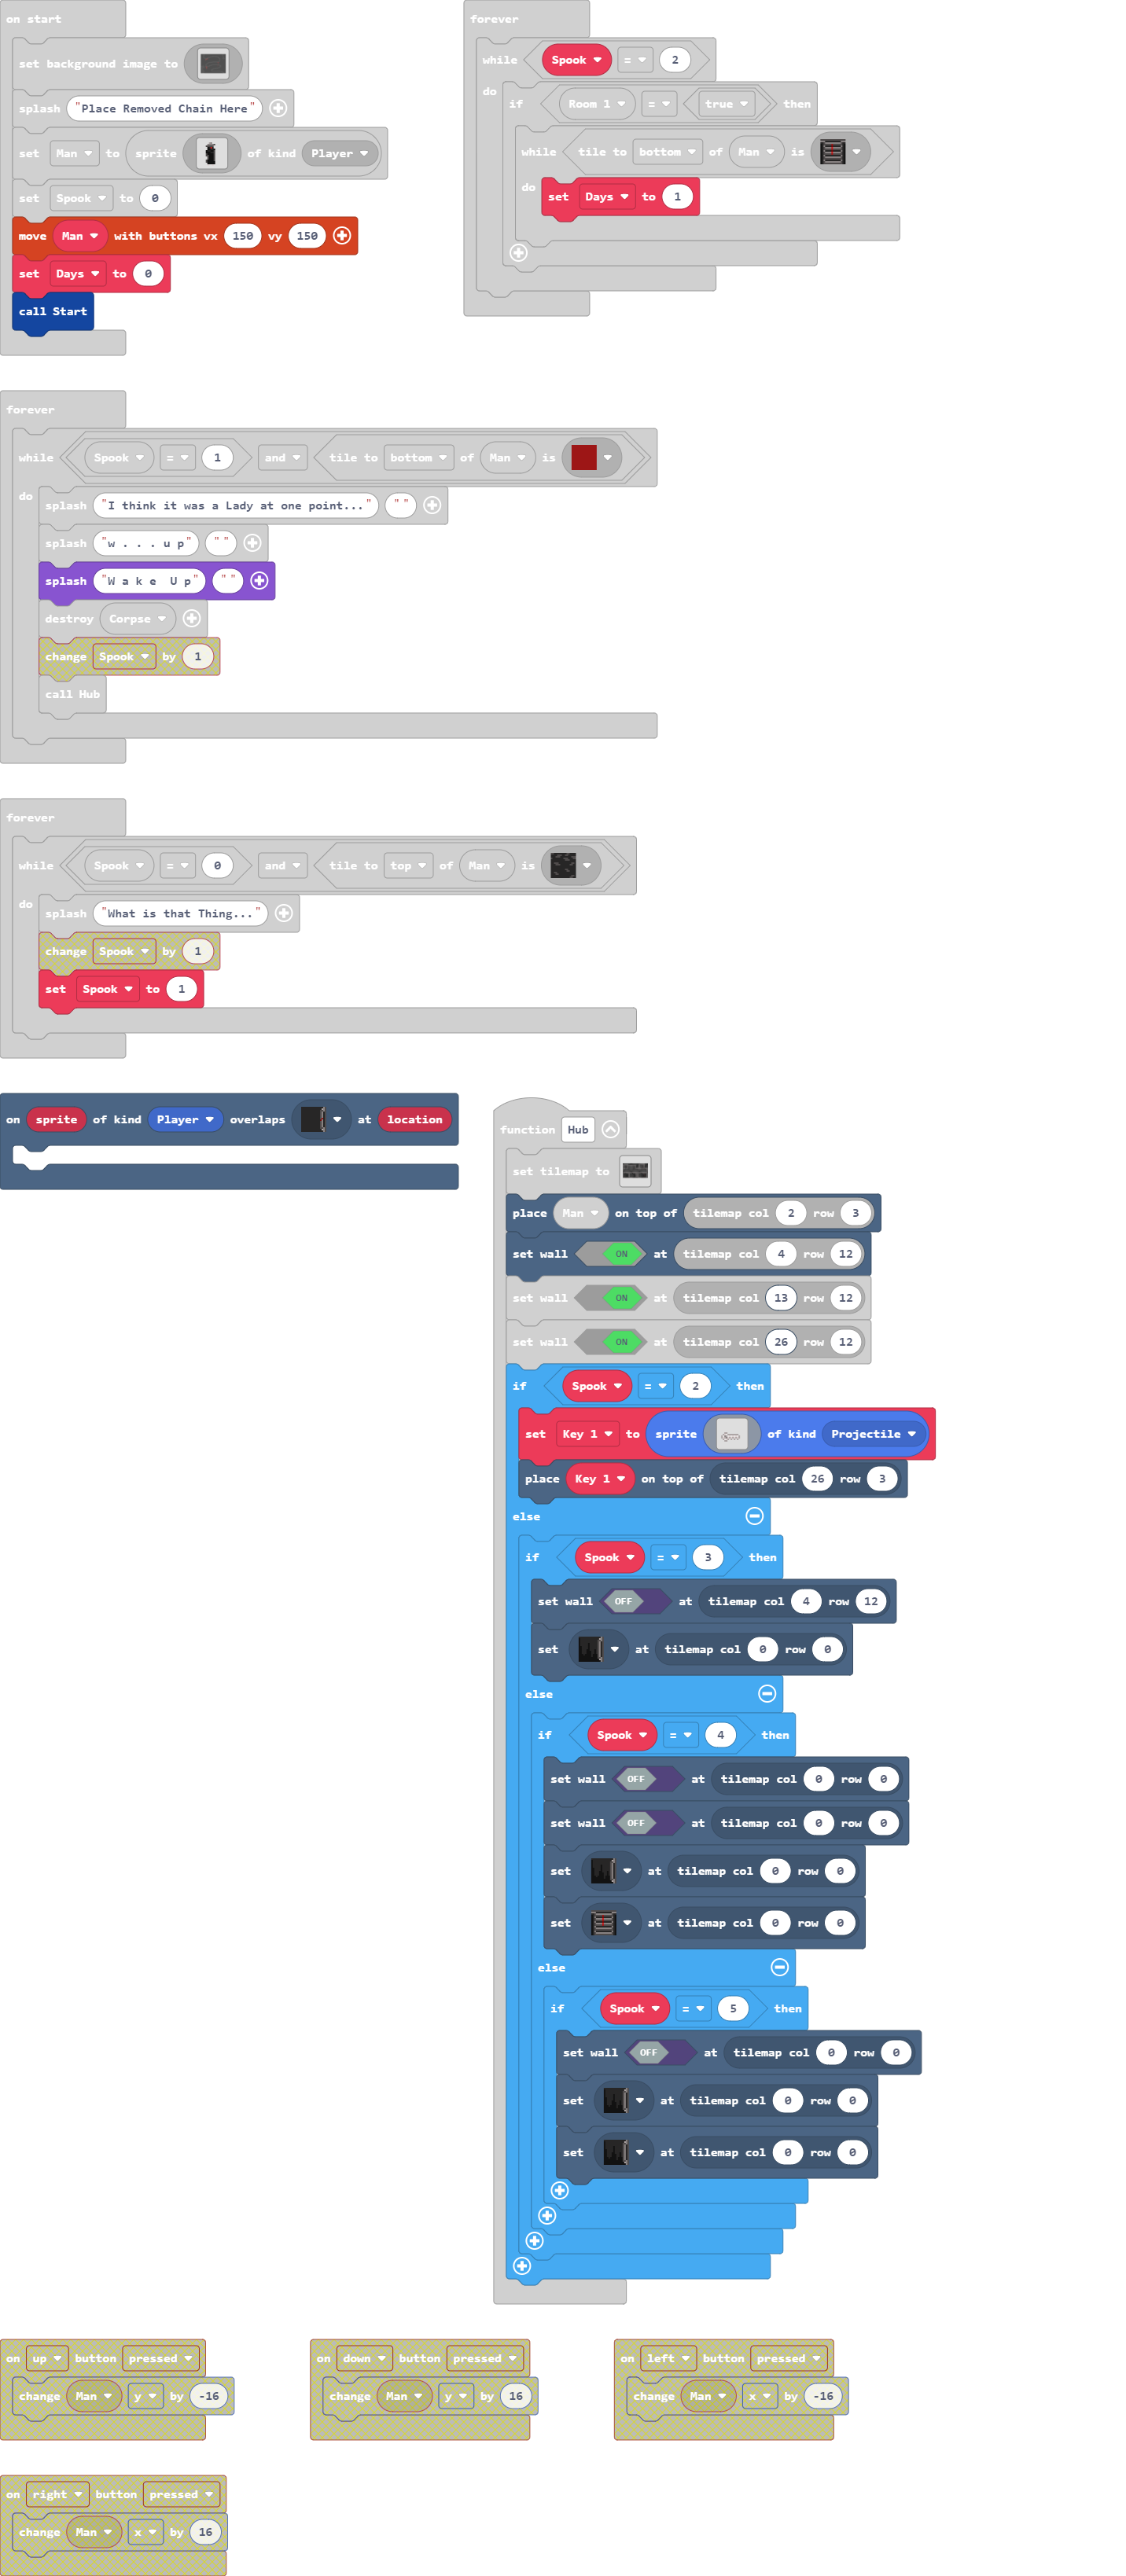 on start
set background image to
splash "Place Removed Chain Here"
set Man to sprite of kind Player
set Spook to 0
move Man with buttons vx 150 vy 150
set Days to 0
call Start
forever
while Spook = 2
do if Room 1 = true then
while tile to bottom of Man is
do set Days to 1
forever
while Spook = 1 and tile to bottom of Man is
do
splash "I think it was a Lady at one point..." ""
splash "w . . . u p" ""
splash "W a k e  U p" ""
destroy Corpse
change Spook by 1
call Hub
forever
while Spook = 0 and tile to top of Man is
do
splash "What is that Thing..."
change Spook by 1
set Spook to 1
on sprite of kind Player overlaps at location
function Hub
set tilemap to
place Man on top of tilemap col 2 row 3
set wall ON at tilemap col 4 row 12
set wall ON at tilemap col 13 row 12
set wall ON at tilemap col 26 row 12
if Spook = 2 then
set Key 1 to sprite of kind Projectile
place Key 1 on top of tilemap col 26 row 3
else
if Spook = 3 then
set wall OFF at tilemap col 4 row 12
set at tilemap col 0 row 0
else
if Spook = 4 then
set wall OFF at tilemap col 0 row 0
set wall OFF at tilemap col 0 row 0
set at tilemap col 0 row 0
set at tilemap col 0 row 0
else
if Spook = 5 then
set wall OFF at tilemap col 0 row 0
set at tilemap col 0 row 0
set at tilemap col 0 row 0
on up button pressed
change Man y by -16
on down button pressed
change Man y by 16
on left button pressed
change Man x by -16
on right button pressed
change Man x by 16